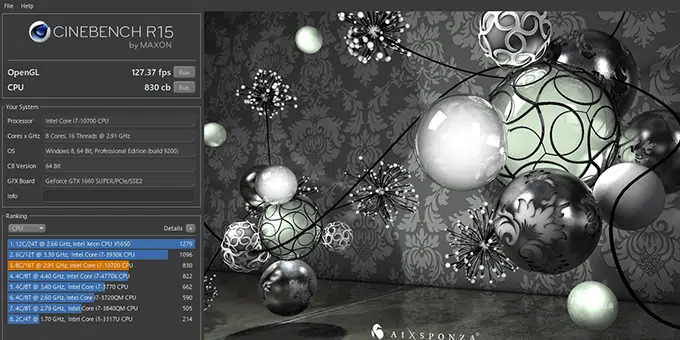 File Help
CINEBENCH R15
by MAXON
OpenGL 127.37 fps Run
CPU 830 cb Run
Your System
Processor Intel Core i7-10700 CPU
Cores x GHz 8 Cores, 16 Threads @ 2.91 GHz
OS Windows 8, 64 Bit, Professional Edition (build 9200)
CB Version 64 Bit
GFX Board GeForce GTX 1660 SUPER/PCIe/SSE2
Info
Ranking
CPU Details
1. 12C/24T @ 2.66 GHz, Intel Xeon CPU X5650 1279
2. 6C/12T @ 3.30 GHz, Intel Core i7-3930K CPU 1096
3. 8C/16T @ 2.91 GHz, Intel Core i7-10700 CPU 830
4. 4C/8T @ 4.40 GHz, Intel Core i7-4770K CPU 822
5. 4C/8T @ 3.40 GHz, Intel Core i7-3770 CPU 662
6. 4C/8T @ 2.60 GHz, Intel Core i7-3720QM CPU 590
7. 4C/8T @ 2.79 GHz, Intel Core i7-3840QM CPU 505
8. 2C/4T @ 1.70 GHz, Intel Core i5-3317U CPU 214
AIXSPONZA